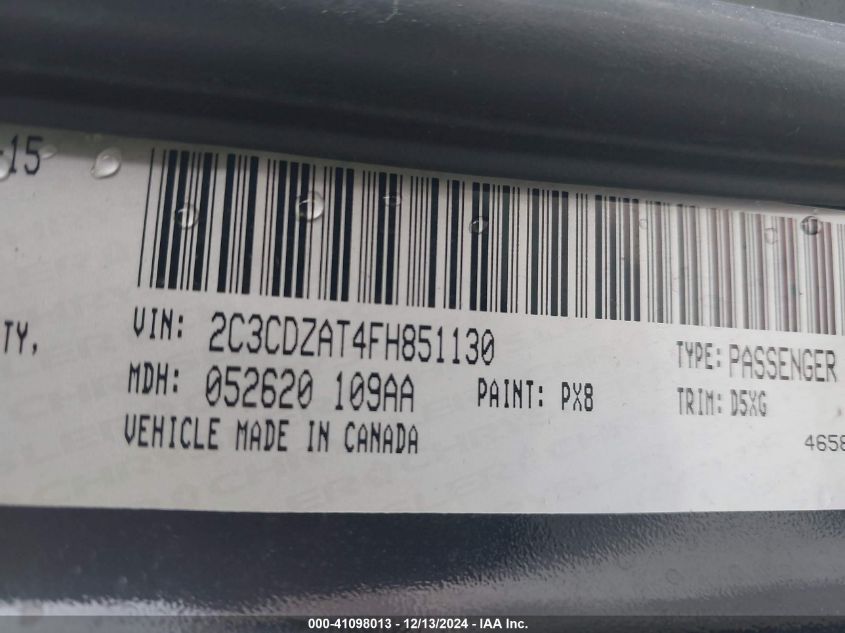 -15
TY,
VIN: 2C3CDZAT4FH851130
TYPE: PASSENGER
MDH: 052620 109AA
PAINT: PX8
TRIM: D5XG
VEHICLE MADE IN CANADA
4658
000-41098013 - 12/13/2024 - IAA Inc.